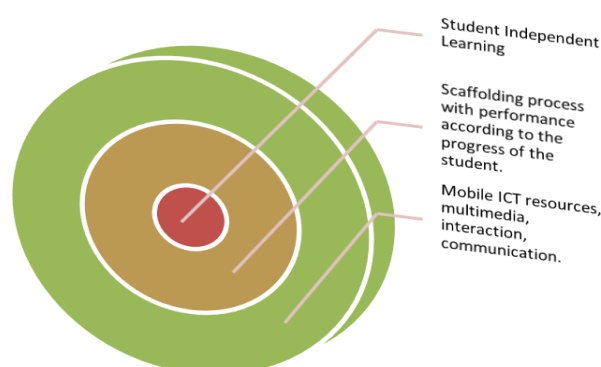 Student Independent
Learning
Scaffolding process
with performance
according to the
progress of the
student.
Mobile ICT resources,
multimedia,
interaction,
communication.